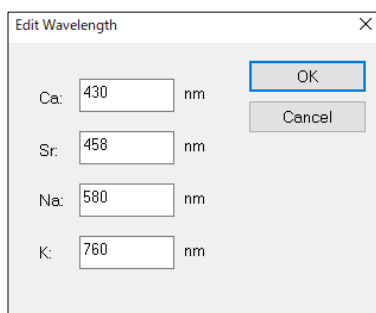 Edit Wavelength
Ca: 430 nm
OK
Cancel
Sr: 458 nm
Na: 580 nm
K: 760 nm